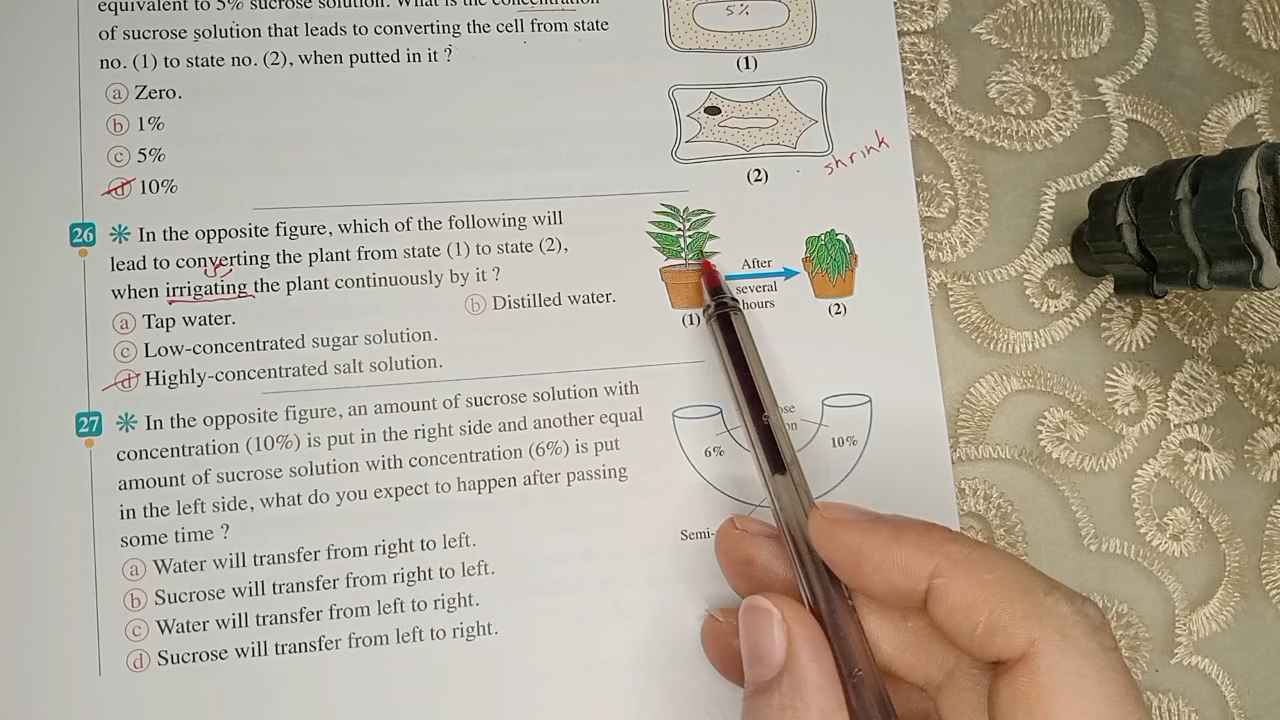 equivalent to 5% sucrose solution. What is the concentration
of sucrose solution that leads to converting the cell from state
no. (1) to state no. (2), when putted in it ?
a Zero.
b 1%
c 5%
d 10%
5%
(1)
(2)
shrink
26 In the opposite figure, which of the following will
lead to converting the plant from state (1) to state (2),
when irrigating the plant continuously by it ?
a Tap water.
b Distilled water.
c Low-concentrated sugar solution.
d Highly-concentrated salt solution.
After
several
hours
(1)
(2)
27 In the opposite figure, an amount of sucrose solution with
concentration (10%) is put in the right side and another equal
amount of sucrose solution with concentration (6%) is put
in the left side, what do you expect to happen after passing
some time ?
a Water will transfer from right to left.
b Sucrose will transfer from right to left.
c Water will transfer from left to right.
d Sucrose will transfer from left to right.
6%
10%
Semi-